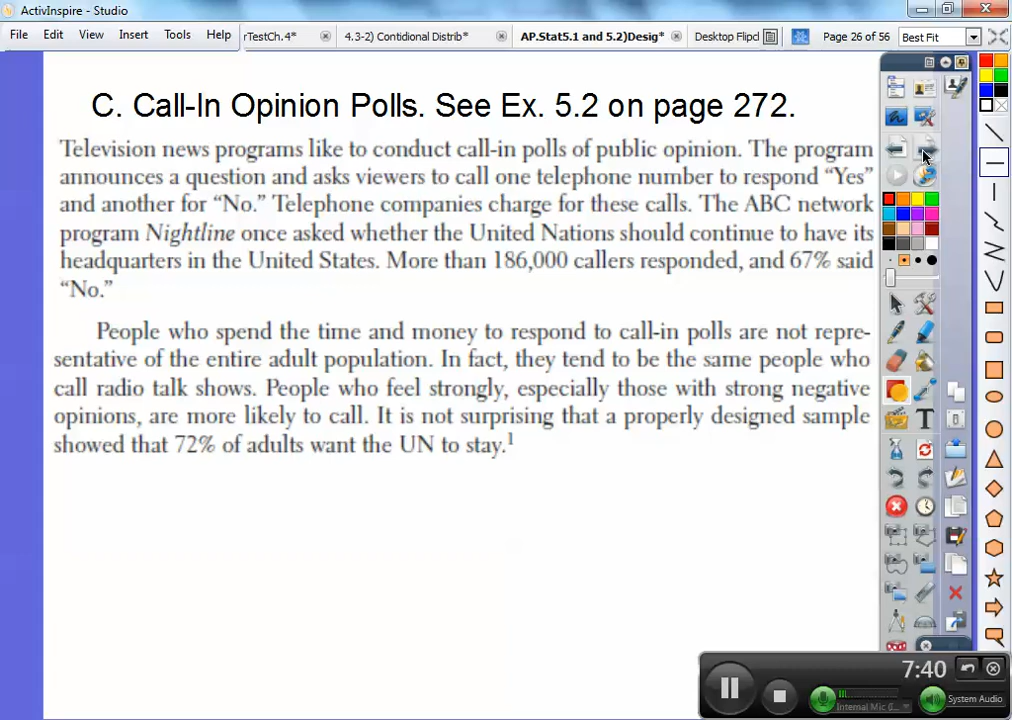 ActivInspire - Studio
File Edit View Insert Tools Help
rTestCh.4*
4.3-2) Contidional Distrib*
AP.Stat5.1 and 5.2)Desig*
Desktop Flipcl
Page 26 of 56
Best Fit
C. Call-In Opinion Polls. See Ex. 5.2 on page 272.
Television news programs like to conduct call-in polls of public opinion. The program
announces a question and asks viewers to call one telephone number to respond “Yes”
and another for “No.” Telephone companies charge for these calls. The ABC network
program Nightline once asked whether the United Nations should continue to have its
headquarters in the United States. More than 186,000 callers responded, and 67% said
“No.”
People who spend the time and money to respond to call-in polls are not repre-
sentative of the entire adult population. In fact, they tend to be the same people who
call radio talk shows. People who feel strongly, especially those with strong negative
opinions, are more likely to call. It is not surprising that a properly designed sample
showed that 72% of adults want the UN to stay.1
7:40
Internal Mic (I...
System Audio